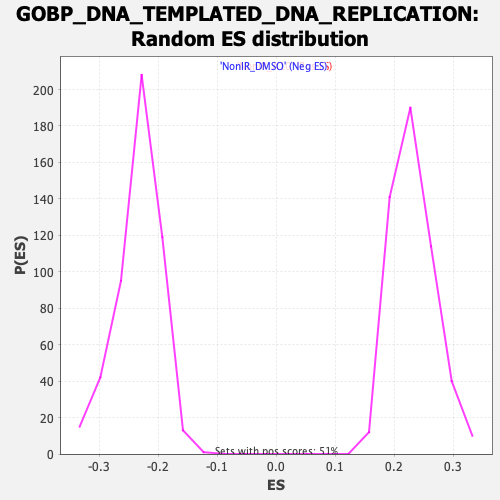 GOBP_DNA_TEMPLATED_DNA_REPLICATION:
Random ES distribution
'NonIR_DMSO' (Neg ES)
200
180
160
140
120
100
80
60
40
20
0
P(ES)
Sets with pos scores: 51%
-0.3 -0.2 -0.1 0.0 0.1 0.2 0.3
ES